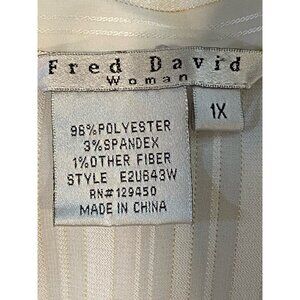 Fred David
Woman
1X
96%POLYESTER
3%SPANDEX
1%OTHER FIBER
STYLE E2U643W
RN#129450
MADE IN CHINA